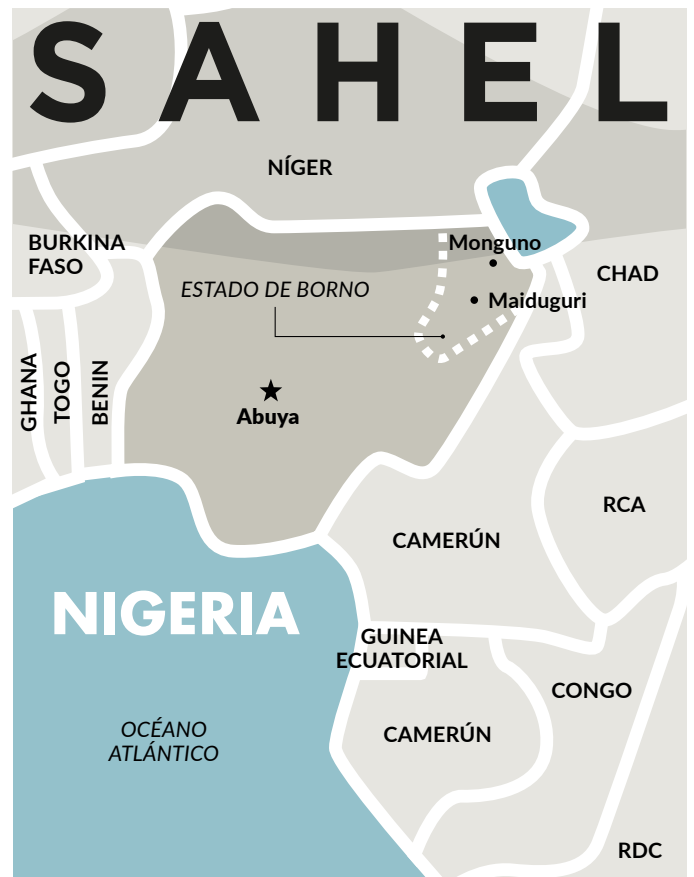 SAHEL
NÍGER
BURKINA
FASO
Monguno
CHAD
ESTADO DE BORNO
Maiduguri
GHANA
TOGO
BENIN
Abuya
RCA
CAMERÚN
NIGERIA
GUINEA
ECUATORIAL
CONGO
OCÉANO
ATLÁNTICO
CAMERÚN
RDC